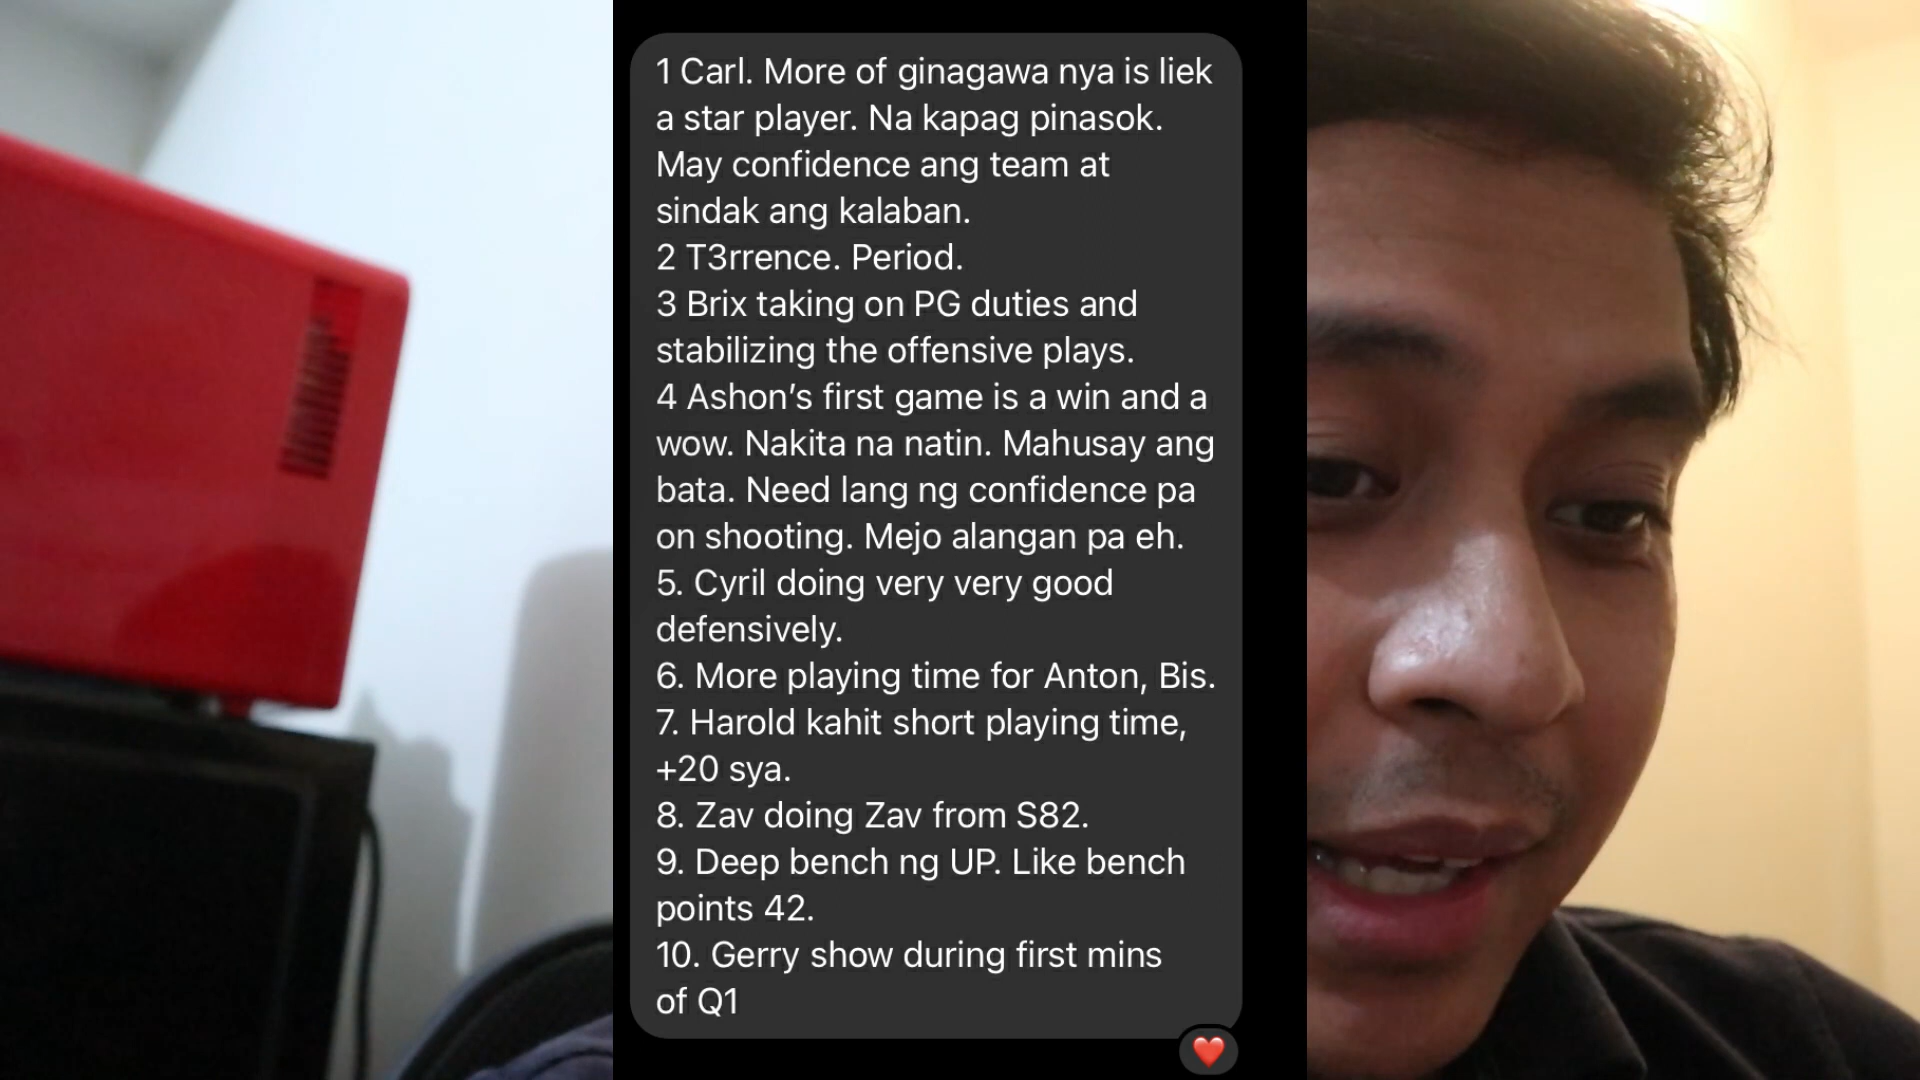 1 Carl. More of ginagawa nya is liek
a star player. Na kapag pinasok.
May confidence ang team at
sindak ang kalaban.
2 T3rrence. Period.
3 Brix taking on PG duties and
stabilizing the offensive plays.
4 Ashon’s first game is a win and a
wow. Nakita na natin. Mahusay ang
bata. Need lang ng confidence pa
on shooting. Mejo alangan pa eh.
5. Cyril doing very very good
defensively.
6. More playing time for Anton, Bis.
7. Harold kahit short playing time,
+20 sya.
8. Zav doing Zav from S82.
9. Deep bench ng UP. Like bench
points 42.
10. Gerry show during first mins
of Q1